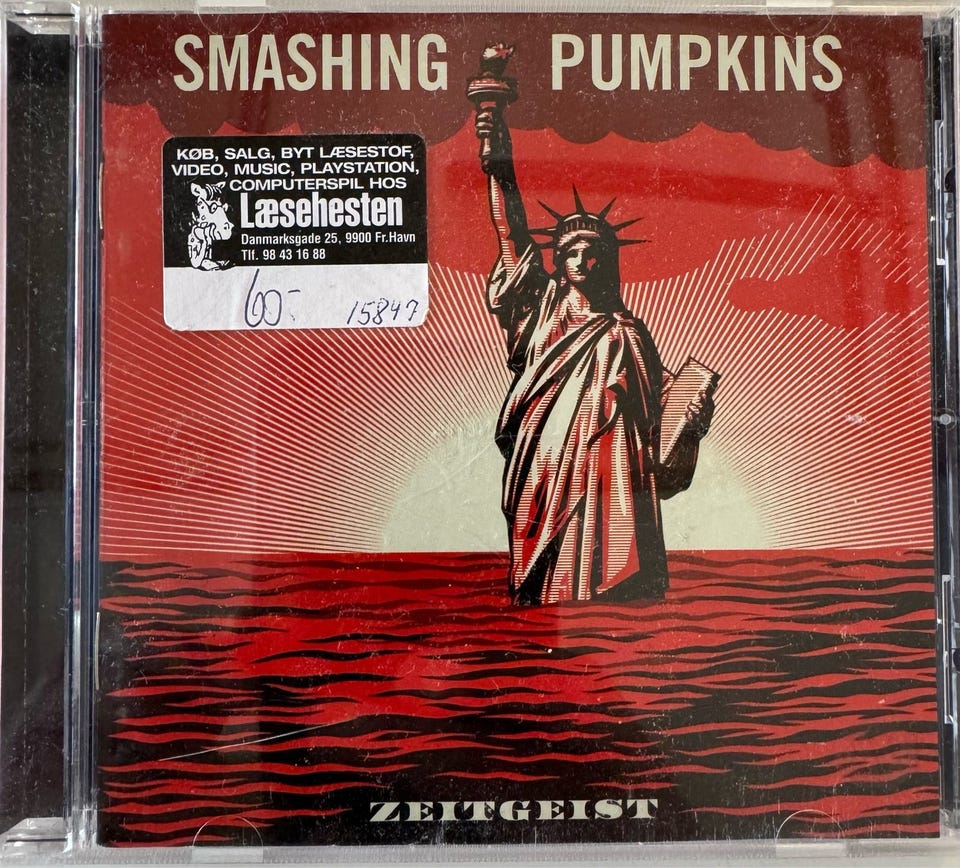 SMASHING PUMPKINS
KØB, SALG, BYT LÆSESTOF,
VIDEO, MUSIC, PLAYSTATION,
COMPUTERSPIL HOS
Læsehesten
Danmarksgade 25, 9900 Fr.Havn
Tlf. 98 43 16 88
60,- 15847
ZEITGEIST